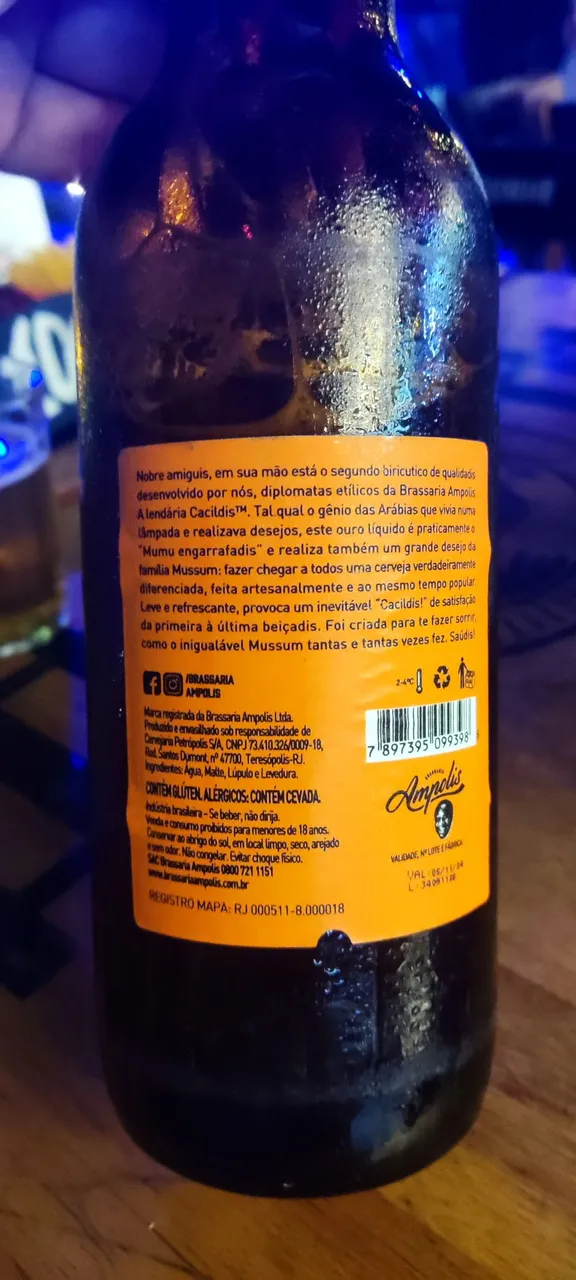 Nobre amiguis, em sua mão está o segundo biricutico de qualidadis
desenvolvido por nós, diplomatas etílicos da Brassaria Ampolis
A lendária Cacildis™. Tal qual o gênio das Arábias que vivia numa
lâmpada e realizava desejos, este ouro líquido é praticamente o
"Mumu engarrafadis" e realiza também um grande desejo da
família Mussum: fazer chegar a todos uma cerveja verdadeiramente
diferenciada, feita artesanalmente e ao mesmo tempo popular.
Leve e refrescante, provoca um inevitável "Cacildis!" de satisfação
da primeira à última beiçadis. Foi criada para te fazer sorrir,
como o inigualável Mussum tantas e tantas vezes fez. Saúdis!
/BRASSARIA
AMPOLIS
2-4°C
Marca registrada da Brassaria Ampolis Ltda.
Produzido e envasilhado sob responsabilidade de
Cervejaria Petrópolis S/A, CNPJ 73.410.326/0009-18,
Rod. Santos Dumont, nº 47700, Teresópolis-RJ.
Ingredientes: Água, Malte, Lúpulo e Levedura.
CONTÉM GLÚTEN. ALÉRGICOS: CONTÉM CEVADA.
Indústria brasileira - Se beber, não dirija.
Venda e consumo proibidos para menores de 18 anos.
Conservar ao abrigo do sol, em local limpo, seco, arejado
e sem odor. Não congelar. Evitar choque físico.
SAC Brassaria Ampolis 0800 721 1151
www.brassariaampolis.com.br
REGISTRO MAPA: RJ 000511-8.000018
7 897395 099398
BRASSARIA
Ampolis
VALIDADE, Nº LOTE E FÁBRICA: